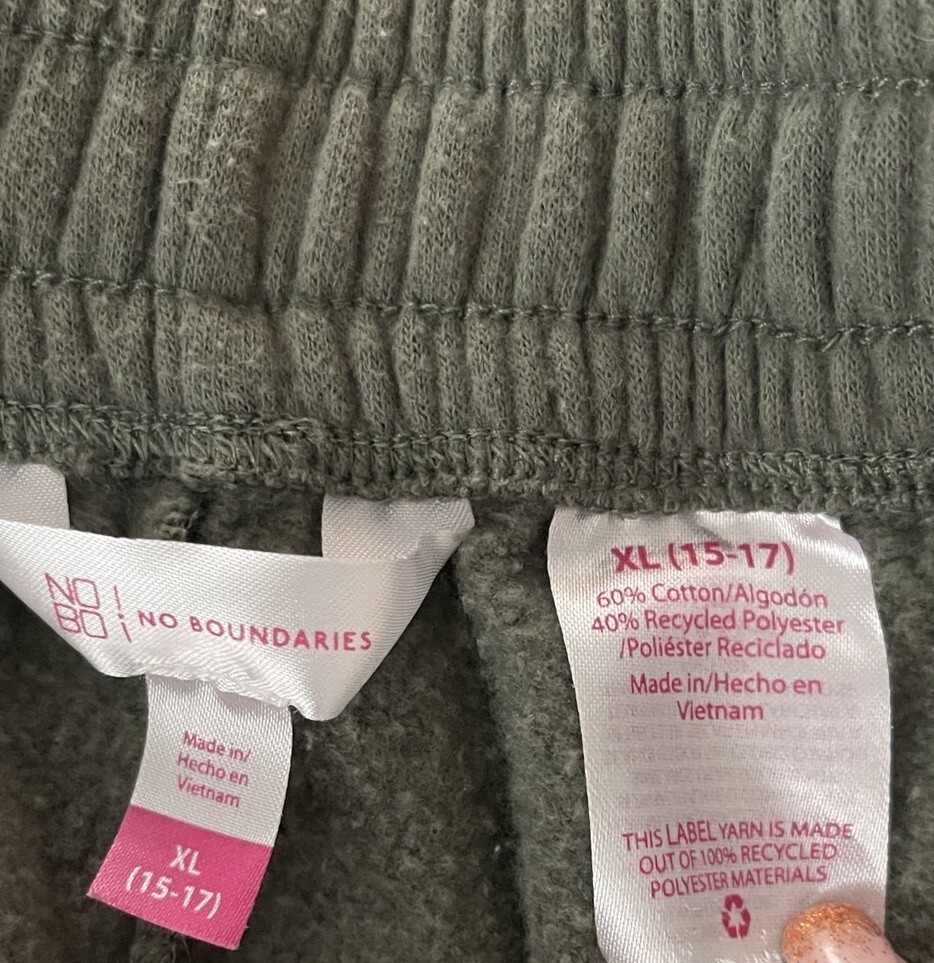 NO
BO
NO BOUNDARIES
Made in/
Hecho en
Vietnam
XL
(15-17)
XL (15-17)
60% Cotton/Algodón
40% Recycled Polyester
/Poliéster Reciclado
Made in/Hecho en
Vietnam
THIS LABEL YARN IS MADE
OUT OF 100% RECYCLED
POLYESTER MATERIALS